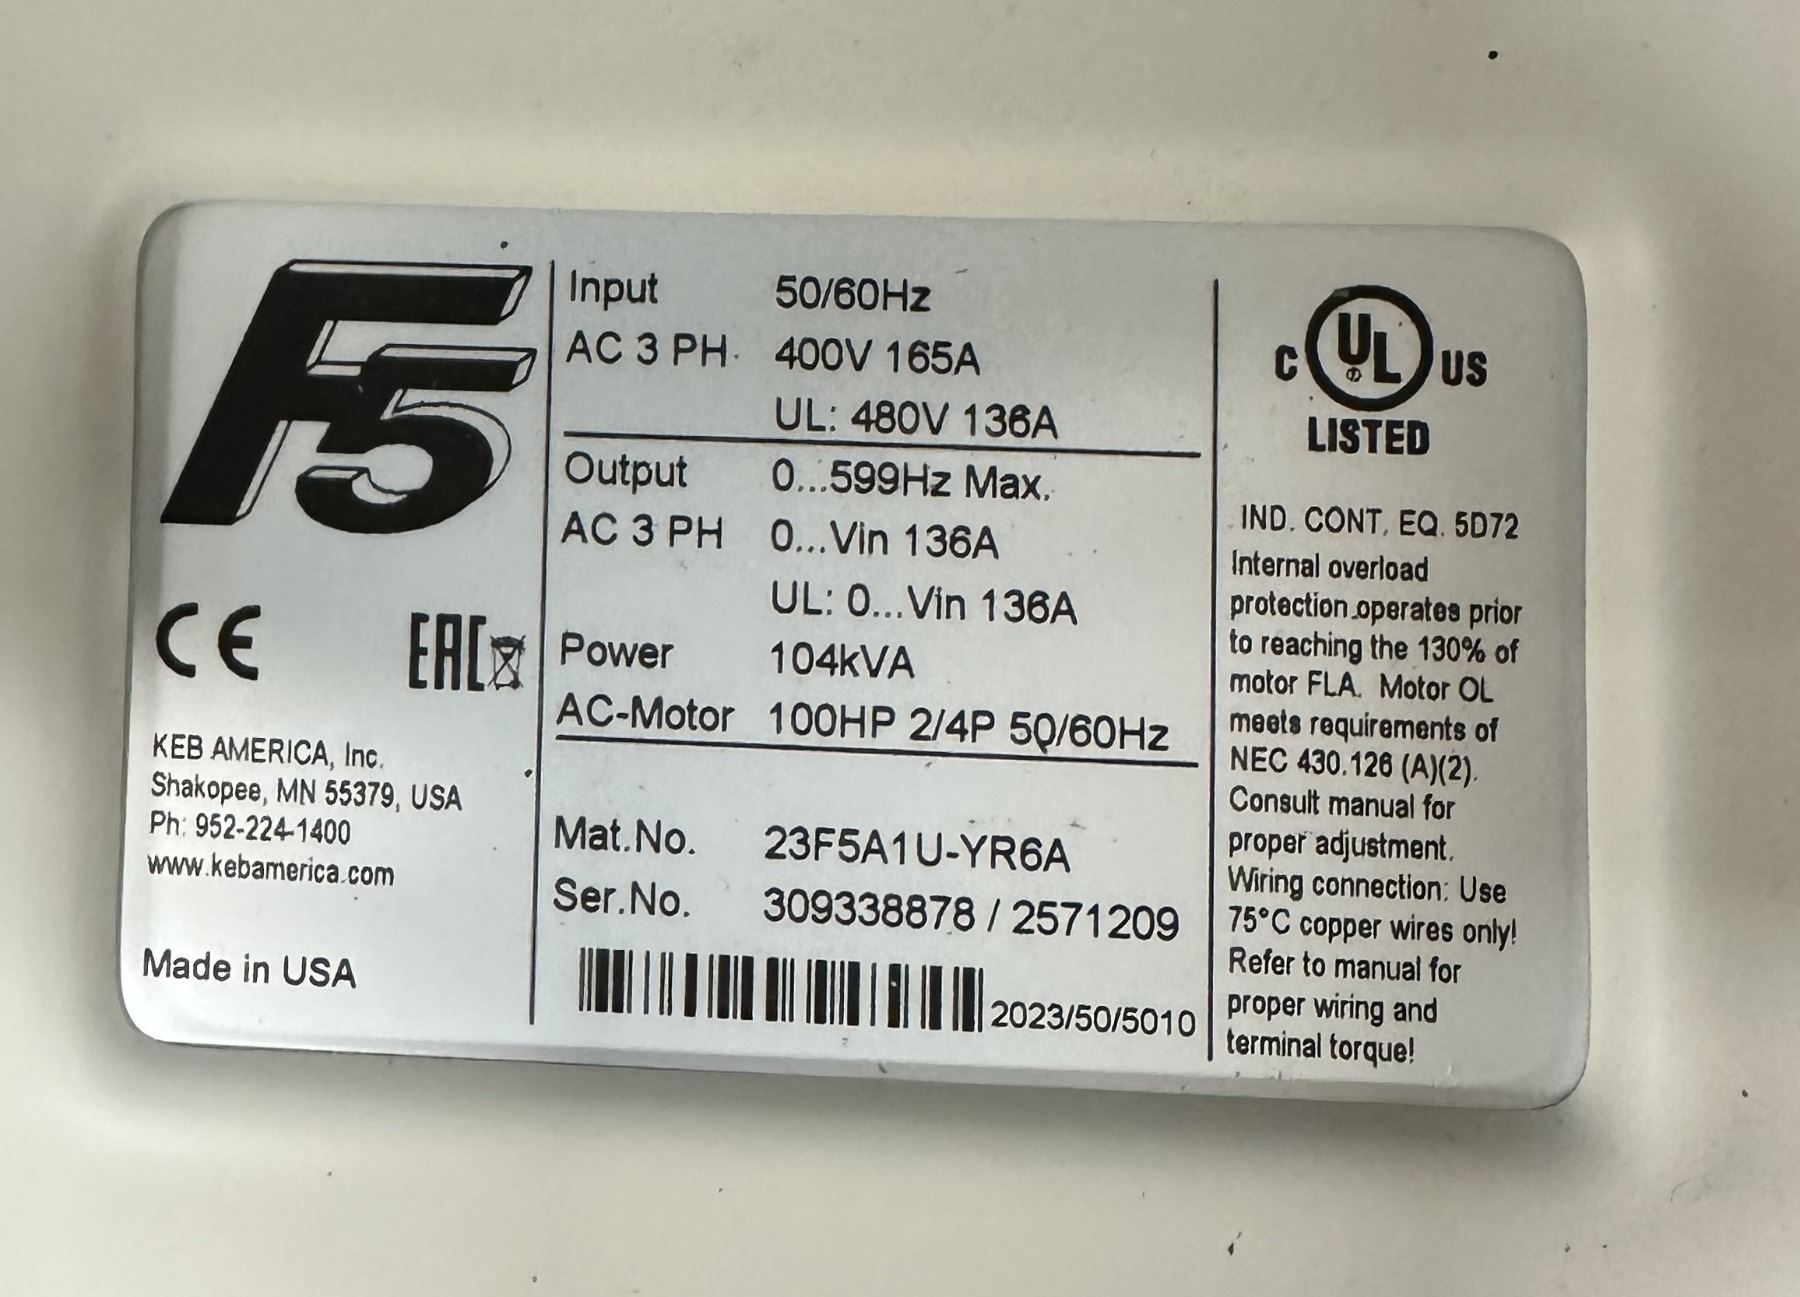 F5
CE EAC
KEB AMERICA, Inc.
Shakopee, MN 55379, USA
Ph: 952-224-1400
www.kebamerica.com
Made in USA
Input 50/60Hz
AC 3 PH 400V 165A
UL: 480V 136A
Output 0...599Hz Max.
AC 3 PH 0...Vin 136A
UL: 0...Vin 136A
Power 104kVA
AC-Motor 100HP 2/4P 50/60Hz
Mat.No. 23F5A1U-YR6A
Ser.No. 309338878 / 2571209
2023/50/5010
C UL US
LISTED
IND. CONT. EQ. 5D72
Internal overload
protection operates prior
to reaching the 130% of
motor FLA. Motor OL
meets requirements of
NEC 430.126 (A)(2).
Consult manual for
proper adjustment.
Wiring connection: Use
75°C copper wires only!
Refer to manual for
proper wiring and
terminal torque!